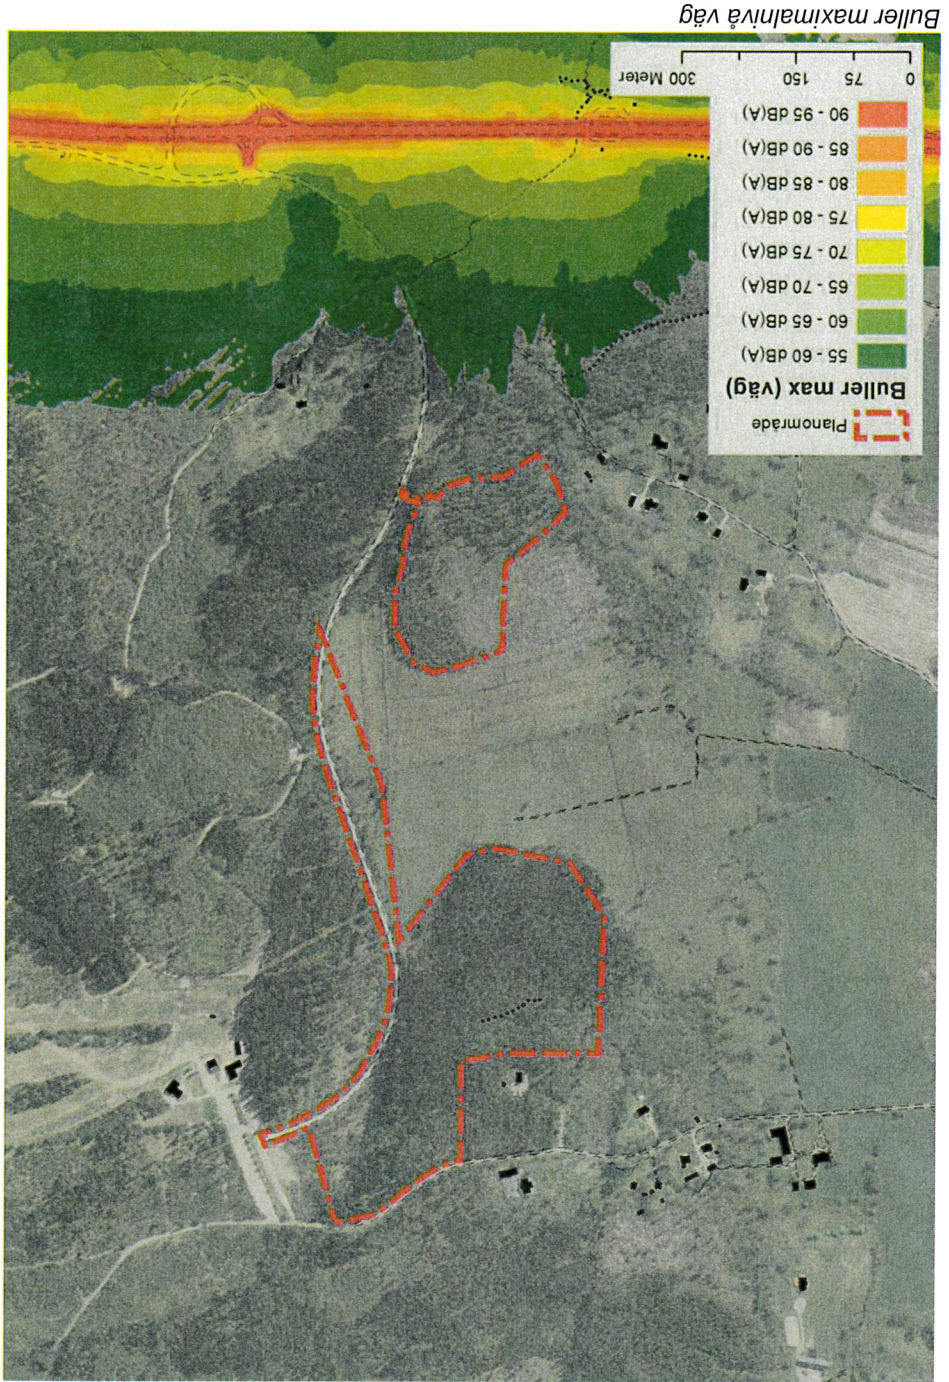 Planområde
Buller max (väg)
55 - 60 dB(A)
60 - 65 dB(A)
65 - 70 dB(A)
70 - 75 dB(A)
75 - 80 dB(A)
80 - 85 dB(A)
85 - 90 dB(A)
90 - 95 dB(A)
0 75 150 300 Meter
Buller maximalnivå väg